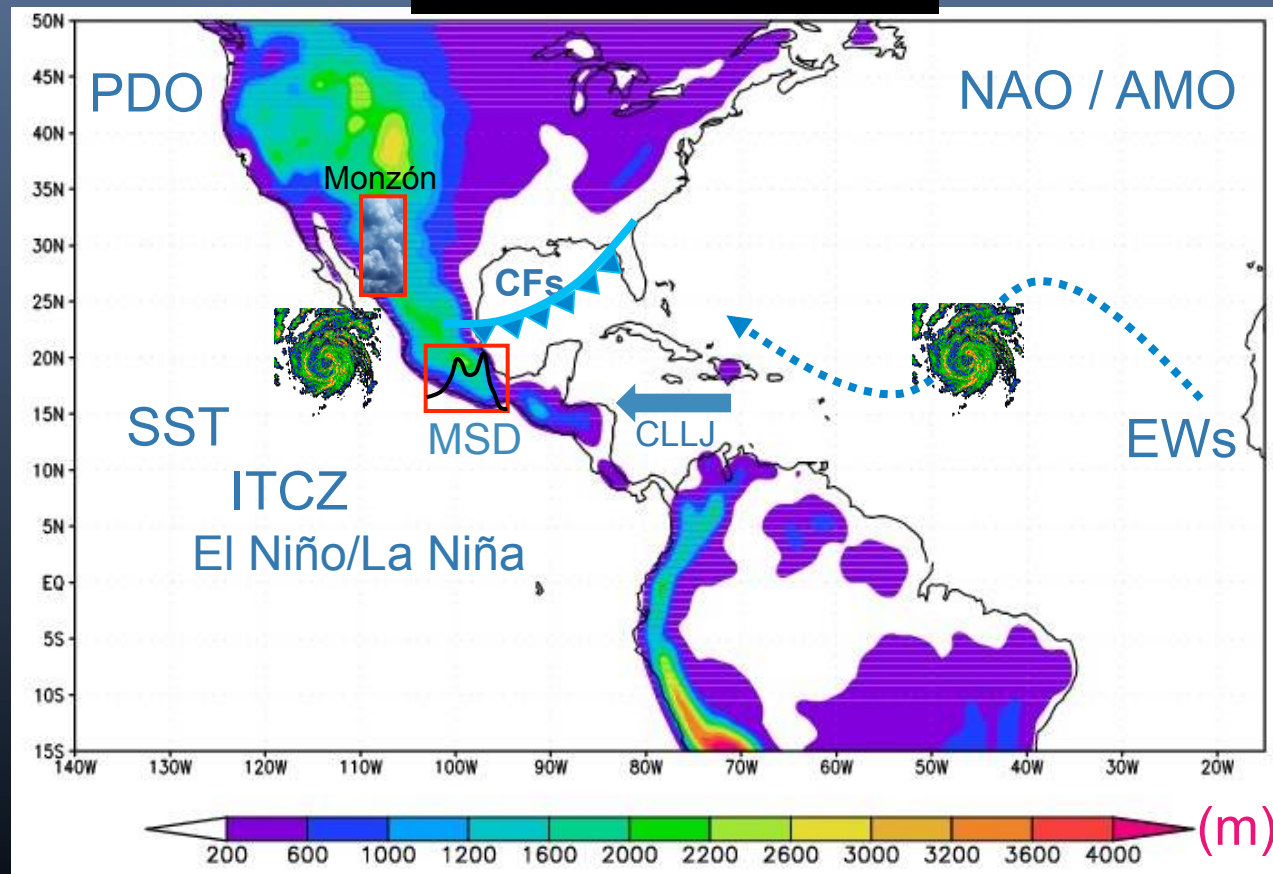 50N
45N
40N
35N
30N
25N
20N
15N
10N
5N
EQ
5S
10S
15S
PDO
NAO / AMO
Monzón
CFs
SST
MSD
CLLJ
EWs
ITCZ
El Niño/La Niña
140W 130W 120W 110W 100W 90W 80W 70W 60W 50W 40W 30W 20W
(m)
200 600 1000 1200 1600 2000 2200 2600 3000 3200 3600 4000